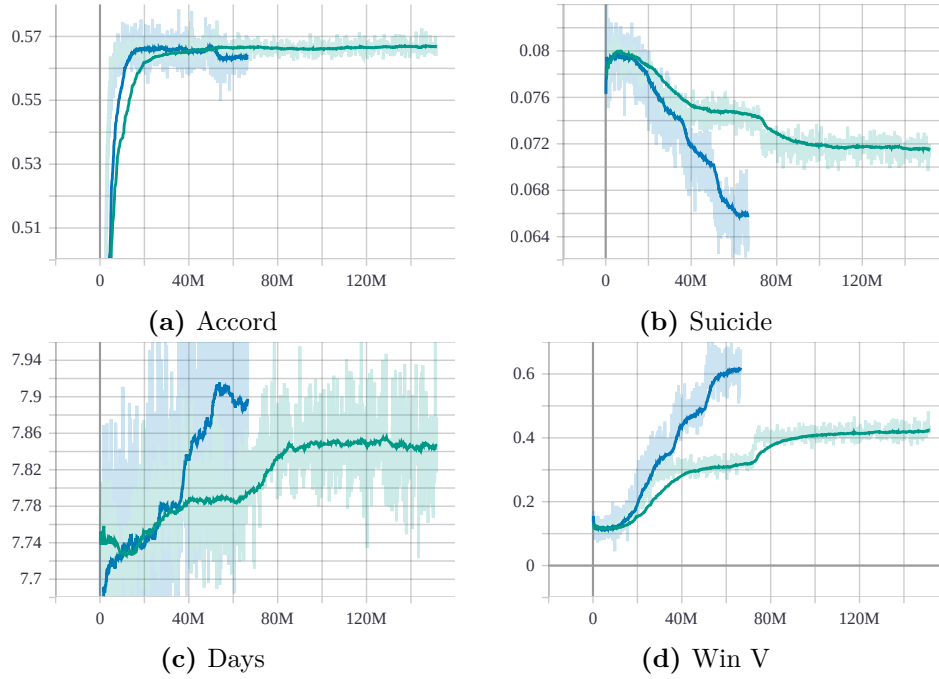 0.57
0.55
0.53
0.51
0 40M 80M 120M
(a) Accord
0.08
0.076
0.072
0.068
0.064
0 40M 80M 120M
(b) Suicide
7.94
7.9
7.86
7.82
7.78
7.74
7.7
0 40M 80M 120M
(c) Days
0.6
0.4
0.2
0
0 40M 80M 120M
(d) Win V